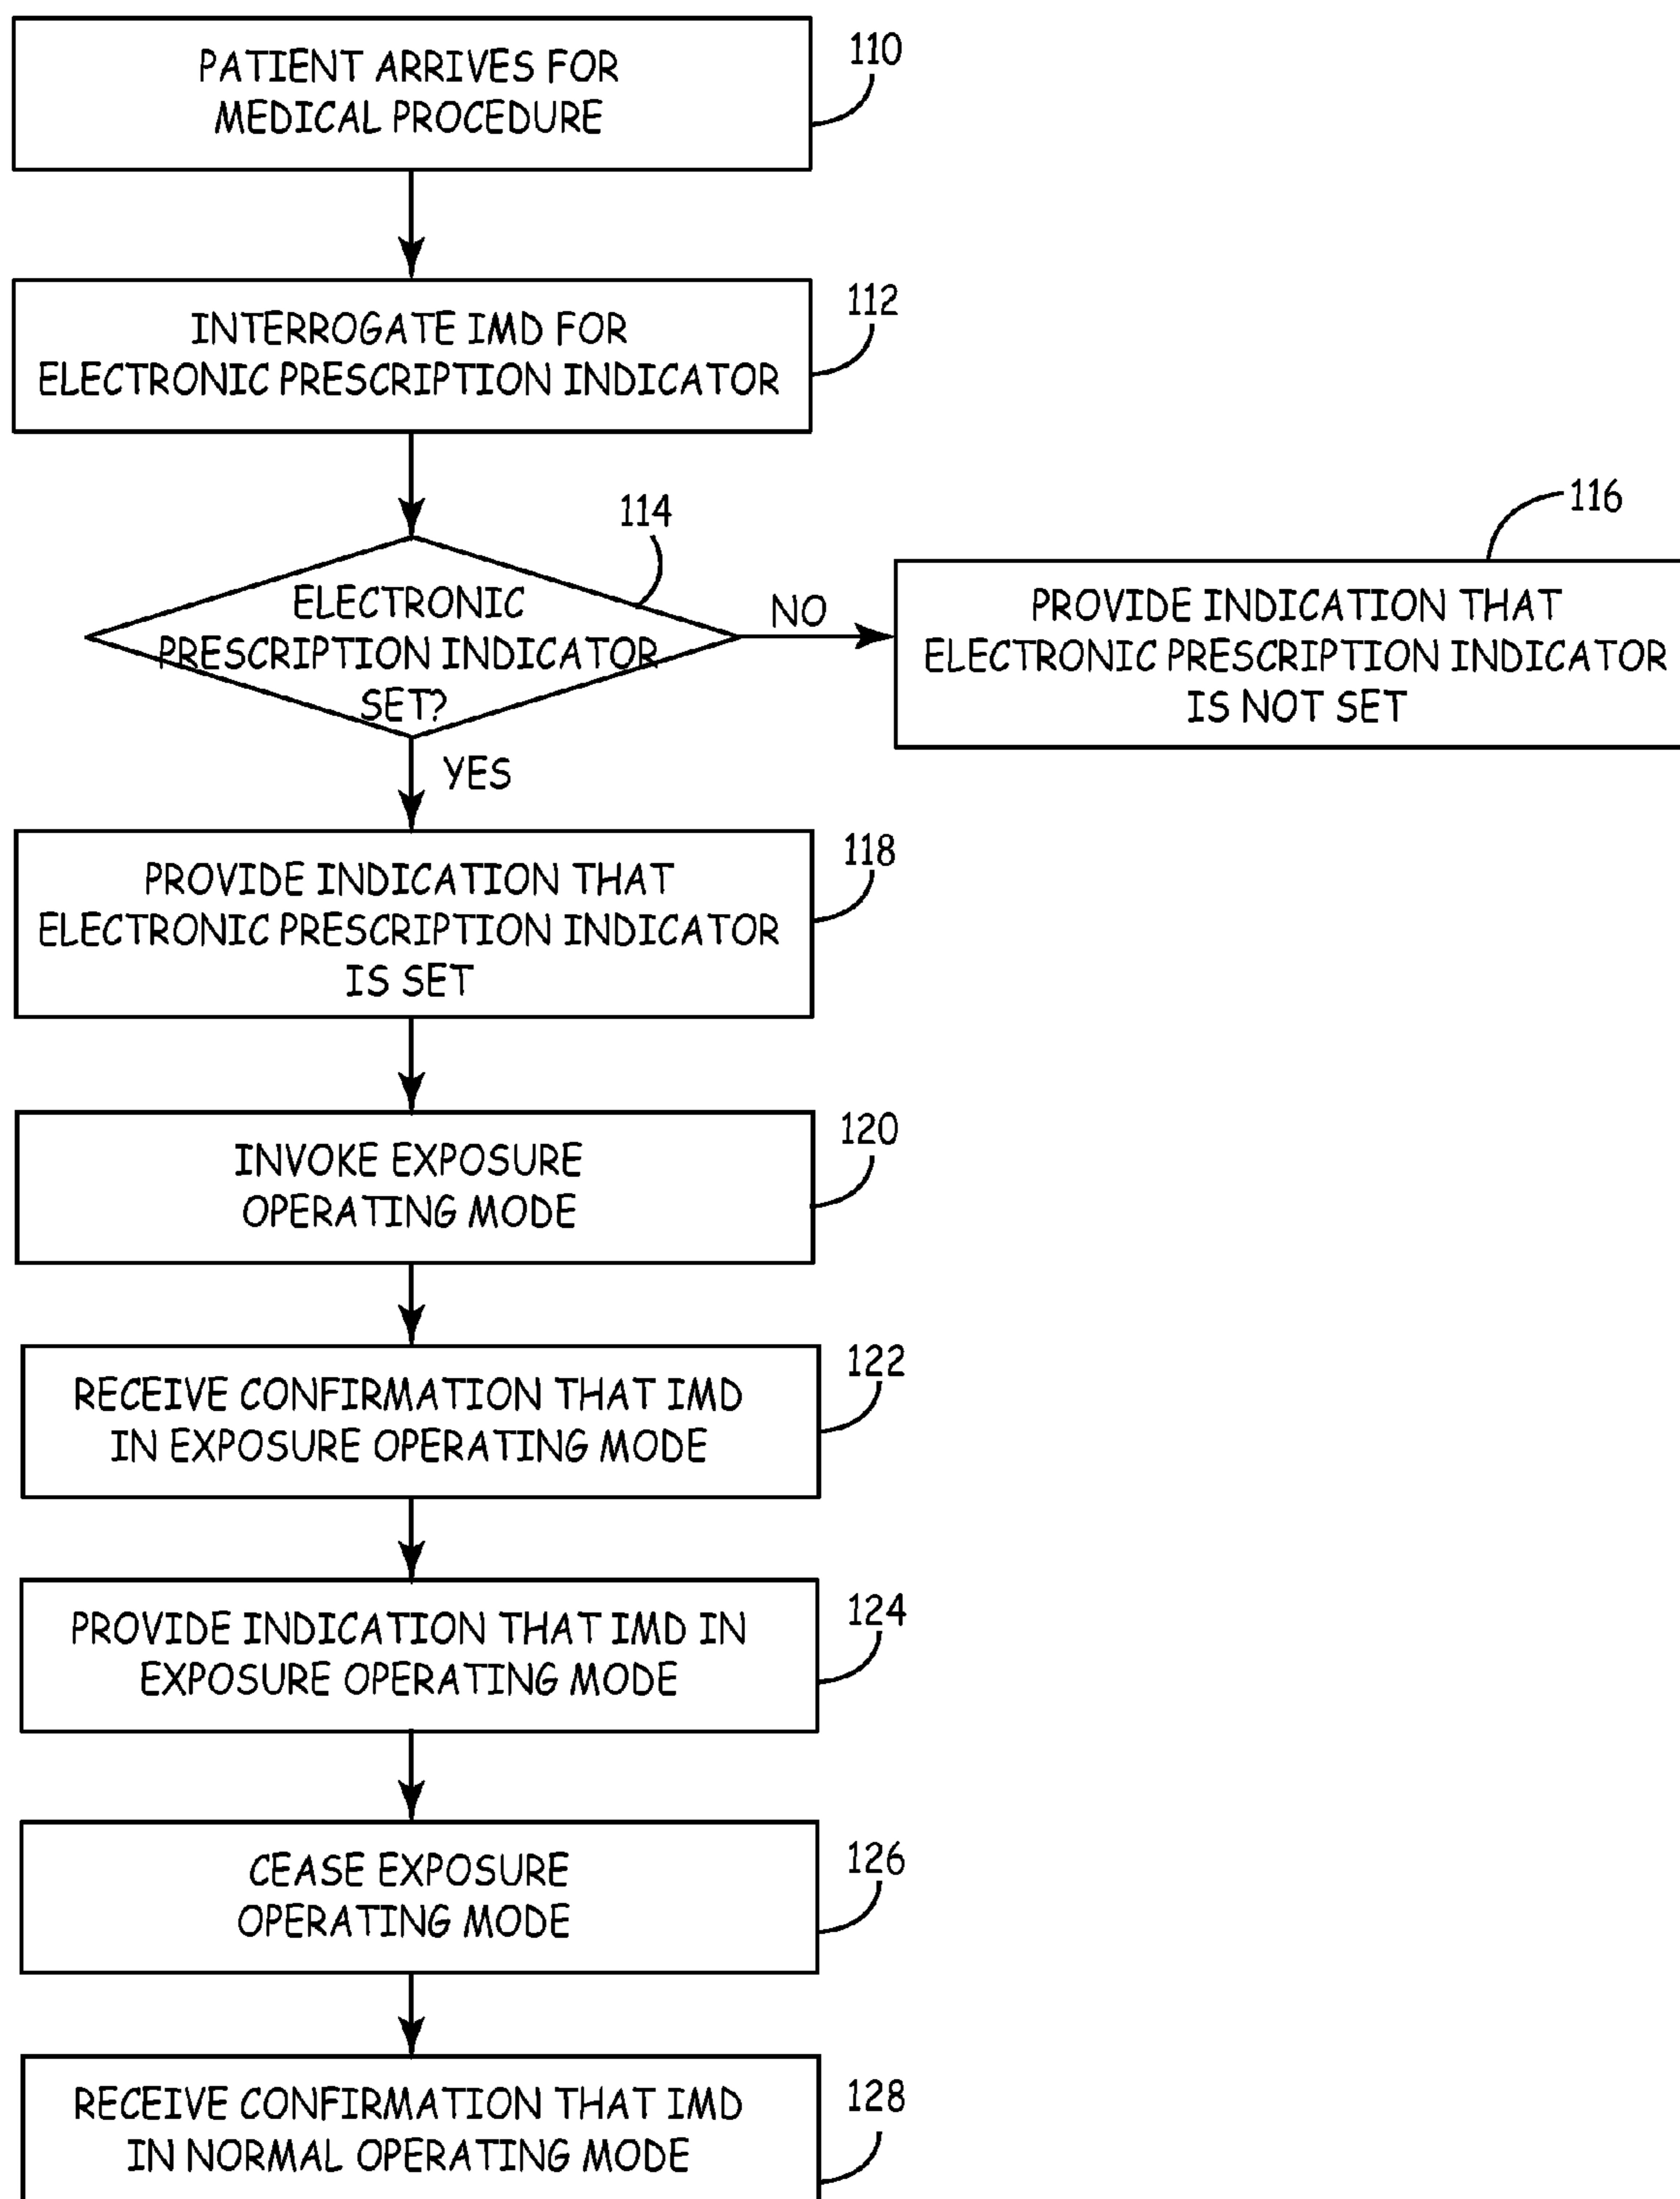 PATIENT ARRIVES FOR
MEDICAL PROCEDURE
110
INTERROGATE IMD FOR
ELECTRONIC PRESCRIPTION INDICATOR
112
114
ELECTRONIC
PRESCRIPTION INDICATOR
SET?
NO
116
PROVIDE INDICATION THAT
ELECTRONIC PRESCRIPTION INDICATOR
IS NOT SET
YES
PROVIDE INDICATION THAT
ELECTRONIC PRESCRIPTION INDICATOR
IS SET
118
INVOKE EXPOSURE
OPERATING MODE
120
RECEIVE CONFIRMATION THAT IMD
IN EXPOSURE OPERATING MODE
122
PROVIDE INDICATION THAT IMD IN
EXPOSURE OPERATING MODE
124
CEASE EXPOSURE
OPERATING MODE
126
RECEIVE CONFIRMATION THAT IMD
IN NORMAL OPERATING MODE
128